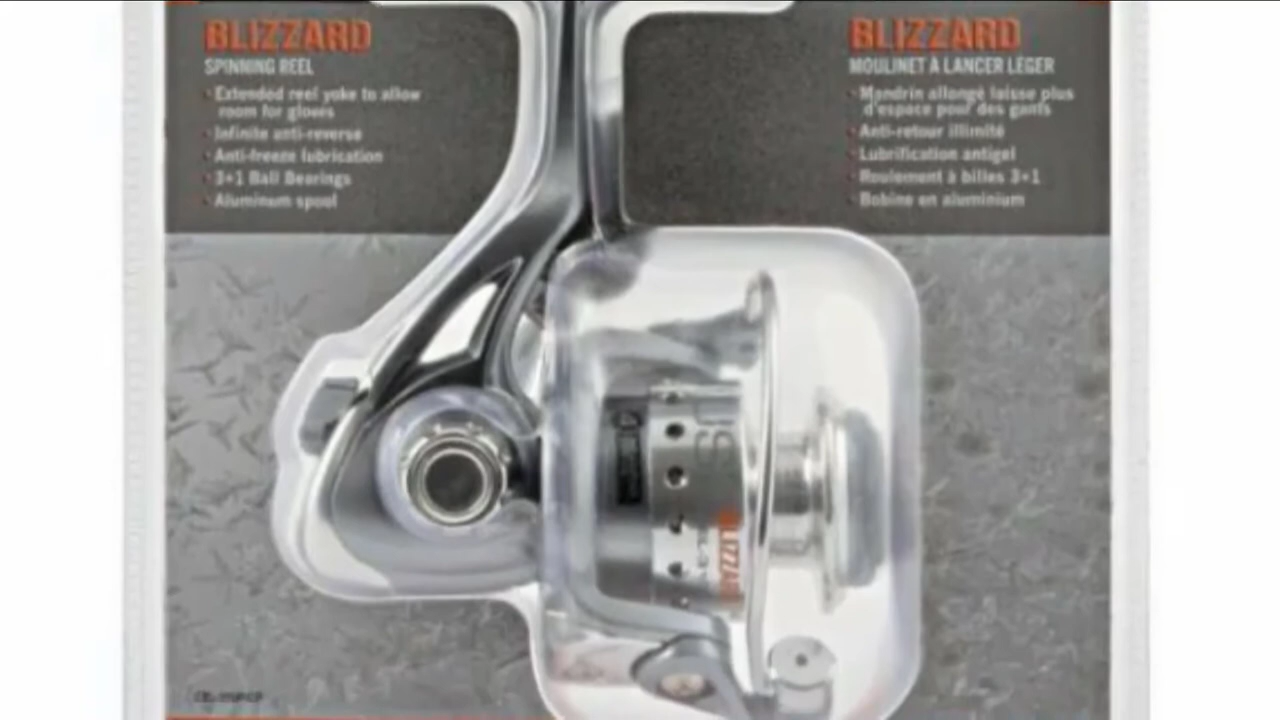 BLIZZARD
SPINNING REEL
· Extended reel yoke to allow
room for gloves
· Infinite anti-reverse
· Anti-freeze lubrication
· 3+1 Ball Bearings
· Aluminum spool
BLIZZARD
MOULINET À LANCER LÉGER
· Mandrin allongé laisse plus
d'espace pour des gants
· Anti-retour illimité
· Lubrification antigel
· Roulement à billes 3+1
· Bobine en aluminium
BLIZZAR